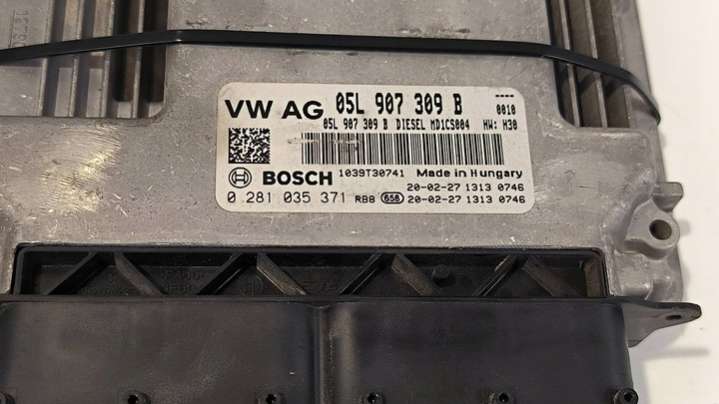 VW AG 05L 907 309 B ---- 0010
05L 907 309 B DIESEL MD1CS004 HW: H30
BOSCH 1039T30741 Made in Hungary
20-02-27 1313 0746
0 281 035 371 RB8 658 20-02-27 1313 0746